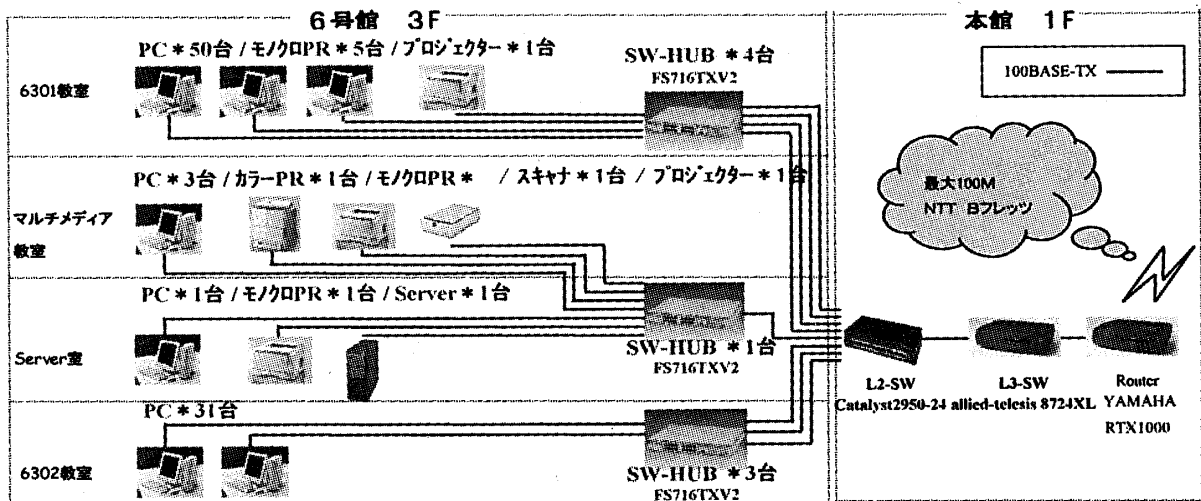 6号館 3F
本館 1F
PC*50台/モノクロPR*5台/プロジェクター*1台
SW-HUB *4台
FS716TXV2
100BASE-TX
6301教室
PC*3台/カラーPR*1台/モノクロPR* /スキャナ*1台/プロジェクター*1台
最大100M
NTT Bフレッツ
マルチメディア
教室
PC*1台/モノクロPR*1台/Server*1台
SW-HUB *1台
FS716TXV2
Server室
L2-SW
Catalyst2950-24
L3-SW
allied-telesis 8724XL
Router
YAMAHA
RTX1000
PC*31台
6302教室
SW-HUB *3台
FS716TXV2